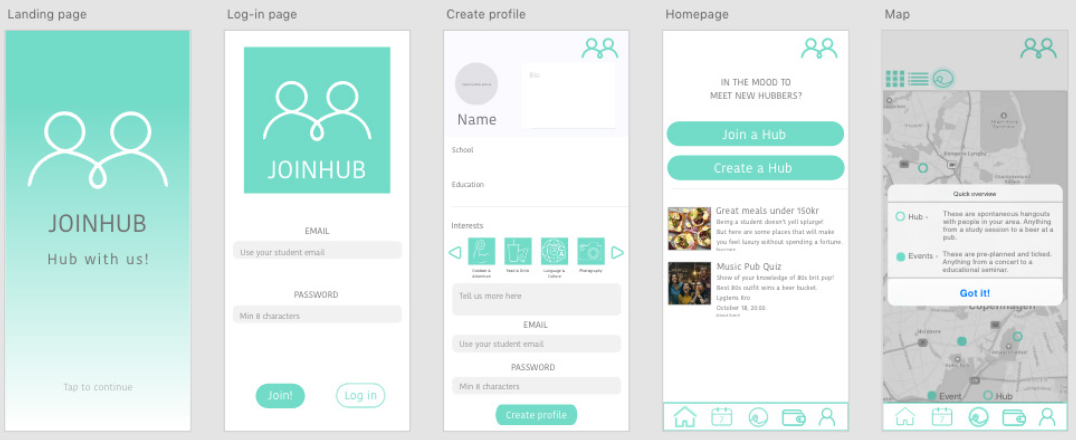 Landing page
JOINHUB
Hub with us!
Tap to continue
Log-in page
JOINHUB
EMAIL
Use your student email
PASSWORD
Min 8 characters
Join!
Log in
Create profile
Bio
Name
School
Education
Interests
Outdoor &
Adventure
Food & Drink
Language &
Culture
Photography
Tell us more here
EMAIL
Use your student email
PASSWORD
Min 8 characters
Create profile
Homepage
IN THE MOOD TO
MEET NEW HUBBERS?
Join a Hub
Create a Hub
Great meals under 150kr
Being a student doesn't yell splurge!
But here are some places that will make
you feel luxury without spending a fortune.
Read more
Music Pub Quiz
Show of your knowledge of 80s brit pop!
Best 80s outfit wins a beer bucket.
Lygtens Kro
October 18, 20.00
7
Map
Quick overview
Hub -
These are spontaneous hangouts
with people in your area. Anything
from a study session to a beer at a
pub.
Events -
These are pre-planned and ticked.
Anything from a concert to a
educational seminar.
Got it!
Copenhagen
Event
Hub
7